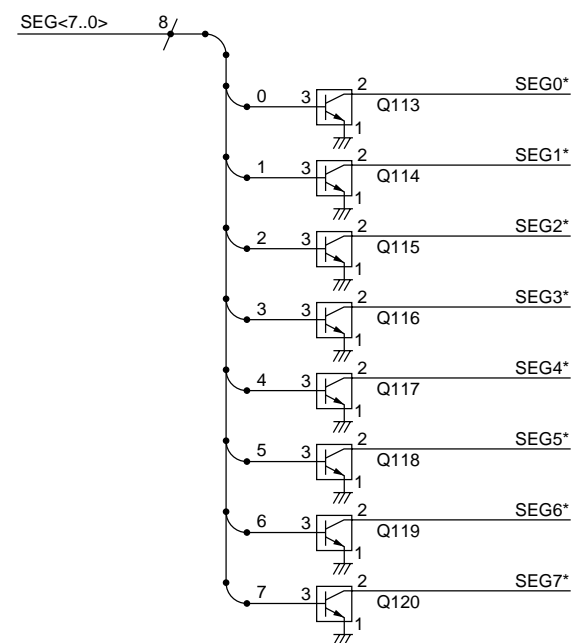 SEG<7..0> 8
2 SEG0*
0 3 Q113
1
2 SEG1*
1 3 Q114
1
2 SEG2*
2 3 Q115
1
2 SEG3*
3 3 Q116
1
2 SEG4*
4 3 Q117
1
2 SEG5*
5 3 Q118
1
2 SEG6*
6 3 Q119
1
2 SEG7*
7 3 Q120
1